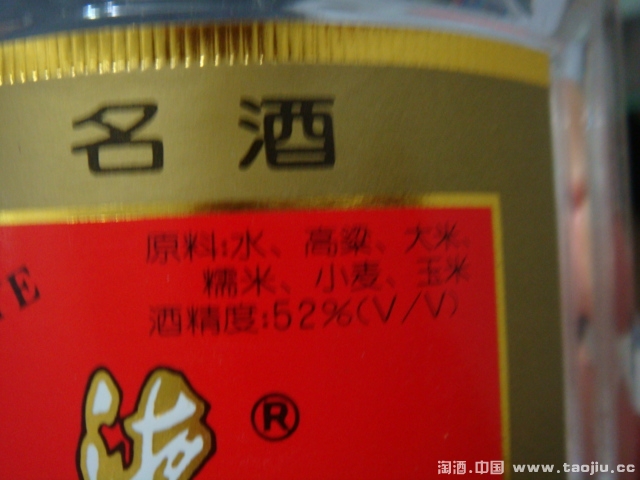 名酒
原料:水、高粱、大米、
糯米、小麦、玉米
酒精度:52%(V/V)
®
淘酒.中国 www.taojiu.cc